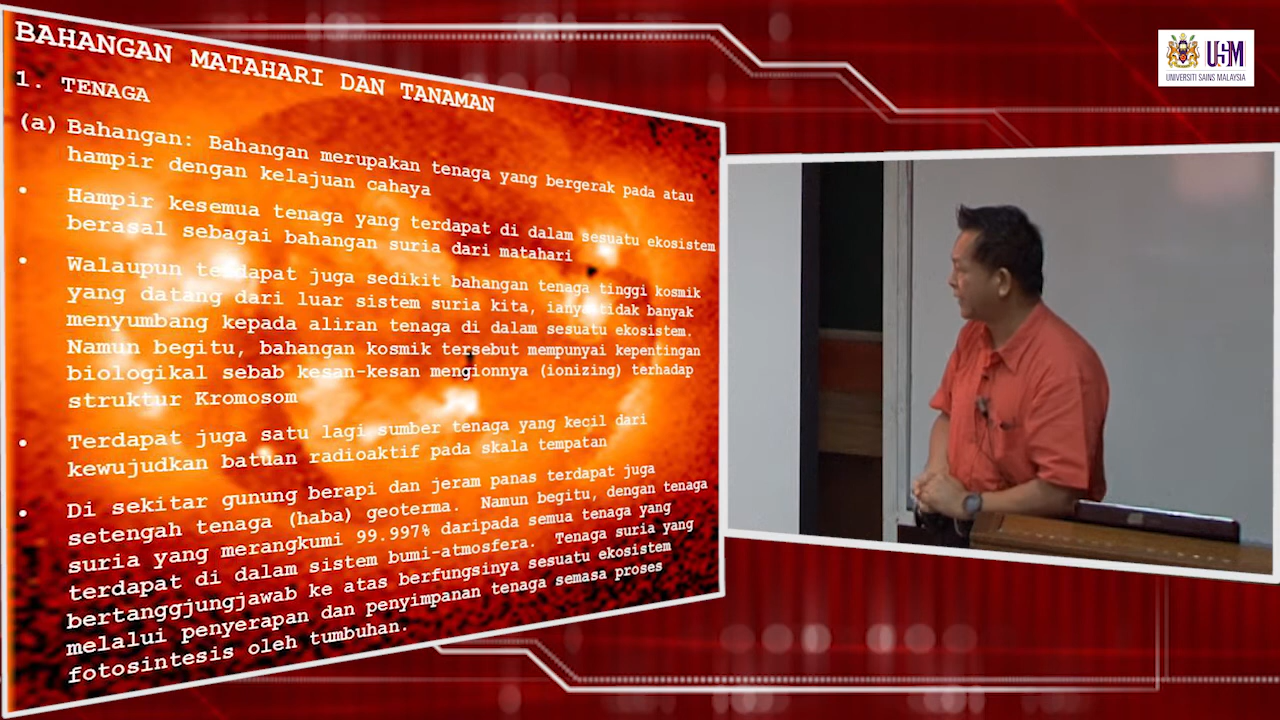 BAHANGAN MATAHARI DAN TANAMAN
1. TENAGA
(a) Bahangan: Bahangan merupakan tenaga yang bergerak pada atau
hampir dengan kelajuan cahaya
• Hampir kesemua tenaga yang terdapat di dalam sesuatu ekosistem
berasal sebagai bahangan suria dari matahari
• Walaupun terdapat juga sedikit bahangan tenaga tinggi kosmik
yang datang dari luar sistem suria kita, ianya tidak banyak
menyumbang kepada aliran tenaga di dalam sesuatu ekosistem.
Namun begitu, bahangan kosmik tersebut mempunyai kepentingan
biologikal sebab kesan-kesan mengionnya (ionizing) terhadap
struktur Kromosom
• Terdapat juga satu lagi sumber tenaga yang kecil dari
kewujudkan batuan radioaktif pada skala tempatan
• Di sekitar gunung berapi dan jeram panas terdapat juga
setengah tenaga (haba) geoterma. Namun begitu, dengan tenaga
suria yang merangkumi 99.997% daripada semua tenaga yang
terdapat di dalam sistem bumi-atmosfera. Tenaga suria yang
bertanggjungjawab ke atas berfungsinya sesuatu ekosistem
melalui penyerapan dan penyimpanan tenaga semasa proses
fotosintesis oleh tumbuhan.
USM
UNIVERSITI SAINS MALAYSIA